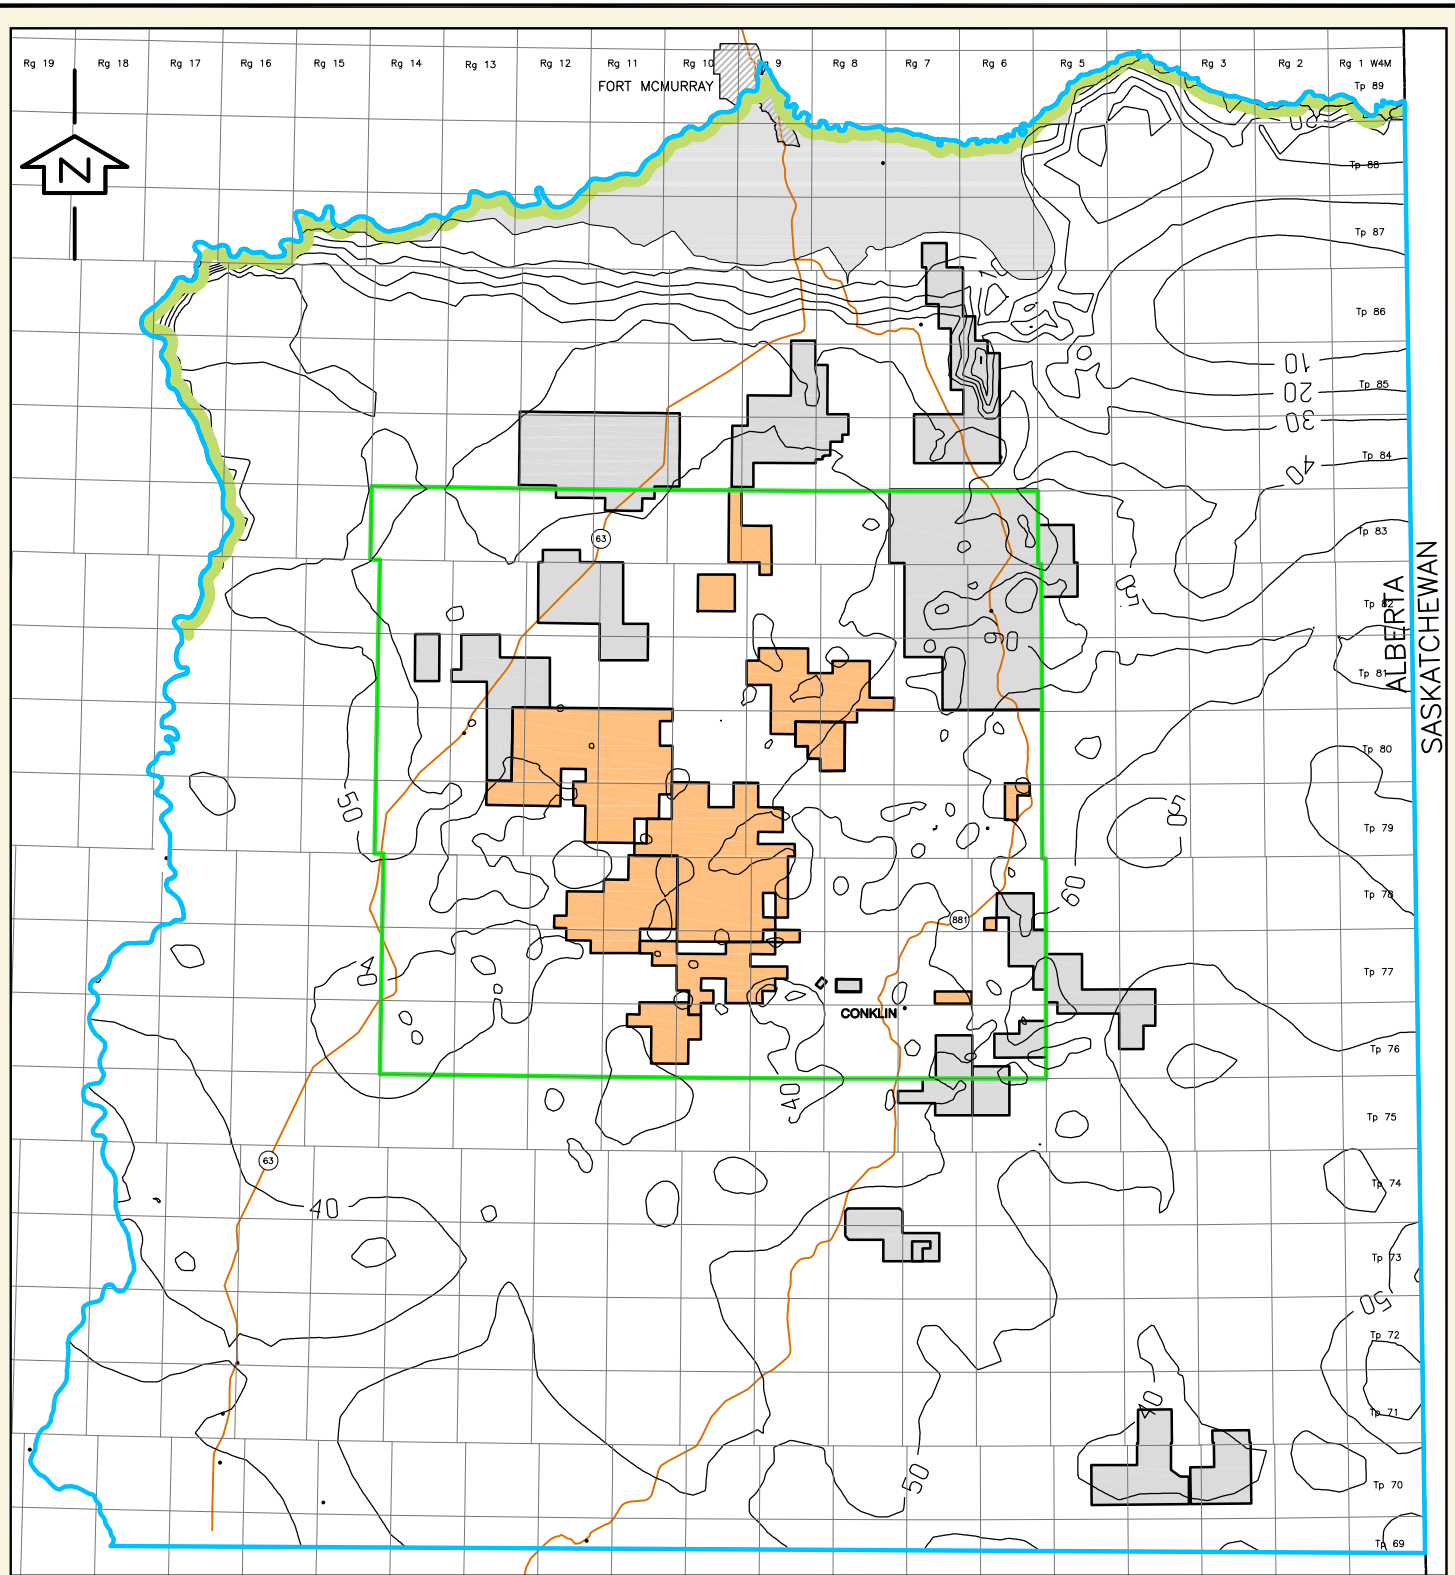 Rg 19 Rg 18 Rg 17 Rg 16 Rg 15 Rg 14 Rg 13 Rg 12 Rg 11 Rg 10 9 Rg 8 Rg 7 Rg 6 Rg 5 Rg 3 Rg 2 Rg 1 W4M
FORT MCMURRAY
Tp 89
N
Tp 88
Tp 87
Tp 86
10
Tp 85
20
30
Tp 84
40
Tp 83
63
50
Tp 82
ALBERTA
SASKATCHEWAN
Tp 81
Tp 80
50
50
Tp 79
60
Tp 78
881
40
Tp 77
CONKLIN
Tp 76
40
Tp 75
63
Tp 74
40
Tp 73
50
Tp 72
40
Tp 71
50
Tp 70
Tp 69